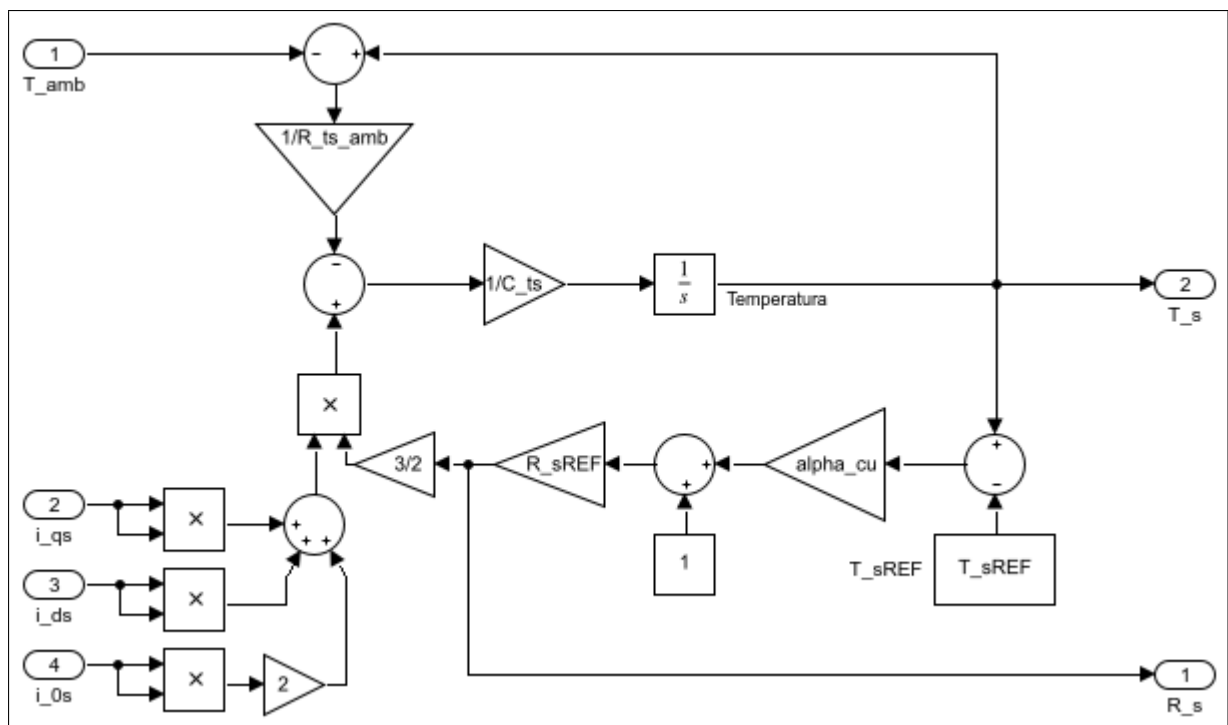 1
T_amb
-
+
1/R_ts_amb
-
+
1/C_ts
1
s
Temperatura
2
T_s
×
3/2
R_sREF
+
+
alpha_cu
+
-
1
T_sREF
T_sREF
2
i_qs
×
+
+
+
3
i_ds
×
4
i_0s
×
2
1
R_s